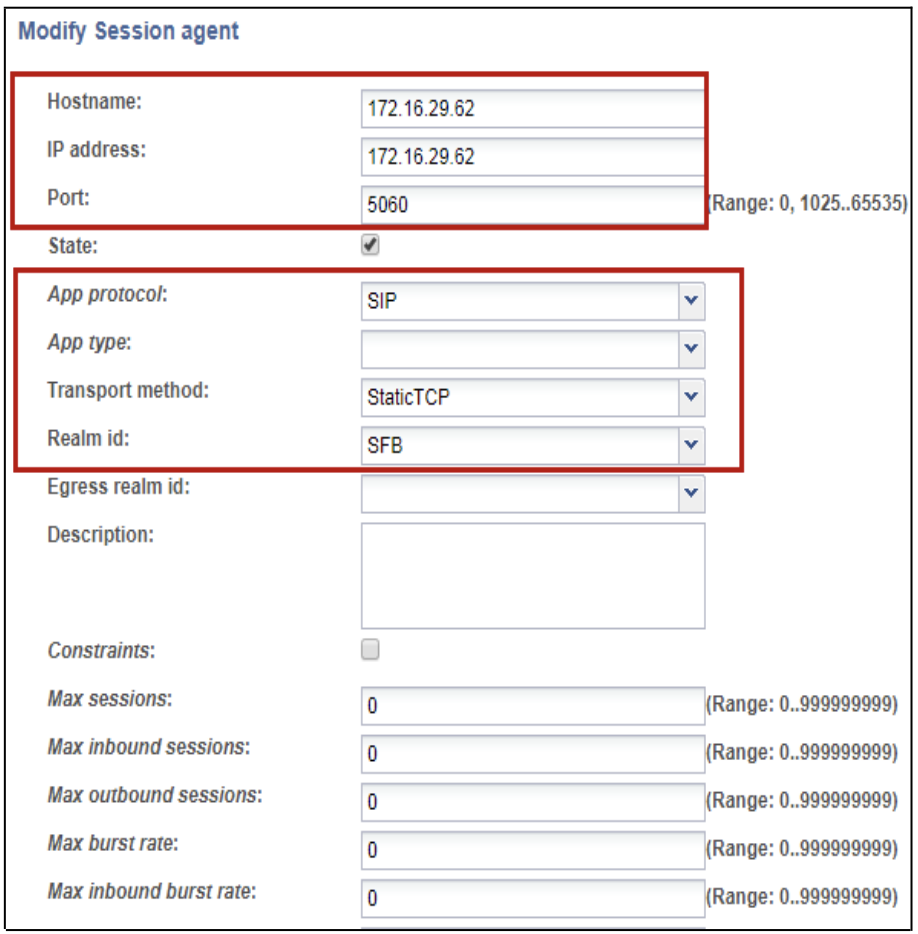 Modify Session agent
Hostname: 172.16.29.62
IP address: 172.16.29.62
Port: 5060 (Range: 0, 1025..65535)
State:
App protocol: SIP
App type:
Transport method: StaticTCP
Realm id: SFB
Egress realm id:
Description:
Constraints:
Max sessions: 0 (Range: 0..999999999)
Max inbound sessions: 0 (Range: 0..999999999)
Max outbound sessions: 0 (Range: 0..999999999)
Max burst rate: 0 (Range: 0..999999999)
Max inbound burst rate: 0 (Range: 0..999999999)